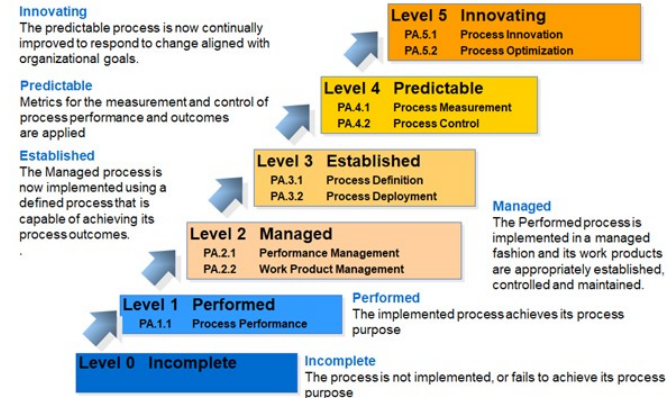 Innovating
The predictable process is now continually
improved to respond to change aligned with
organizational goals.
Level 5 Innovating
PA.5.1 Process Innovation
PA.5.2 Process Optimization
Predictable
Metrics for the measurement and control of
process performance and outcomes
are applied
Level 4 Predictable
PA.4.1 Process Measurement
PA.4.2 Process Control
Established
The Managed process is
now implemented using a
defined process that is
capable of achieving its
process outcomes.
.
Level 3 Established
PA.3.1 Process Definition
PA.3.2 Process Deployment
Managed
The Performed process is
implemented in a managed
fashion and its work products
are appropriately established,
controlled and maintained.
Level 2 Managed
PA.2.1 Performance Management
PA.2.2 Work Product Management
Level 1 Performed
PA.1.1 Process Performance
Performed
The implemented process achieves its process
purpose
Level 0 Incomplete
Incomplete
The process is not implemented, or fails to achieve its process
purpose